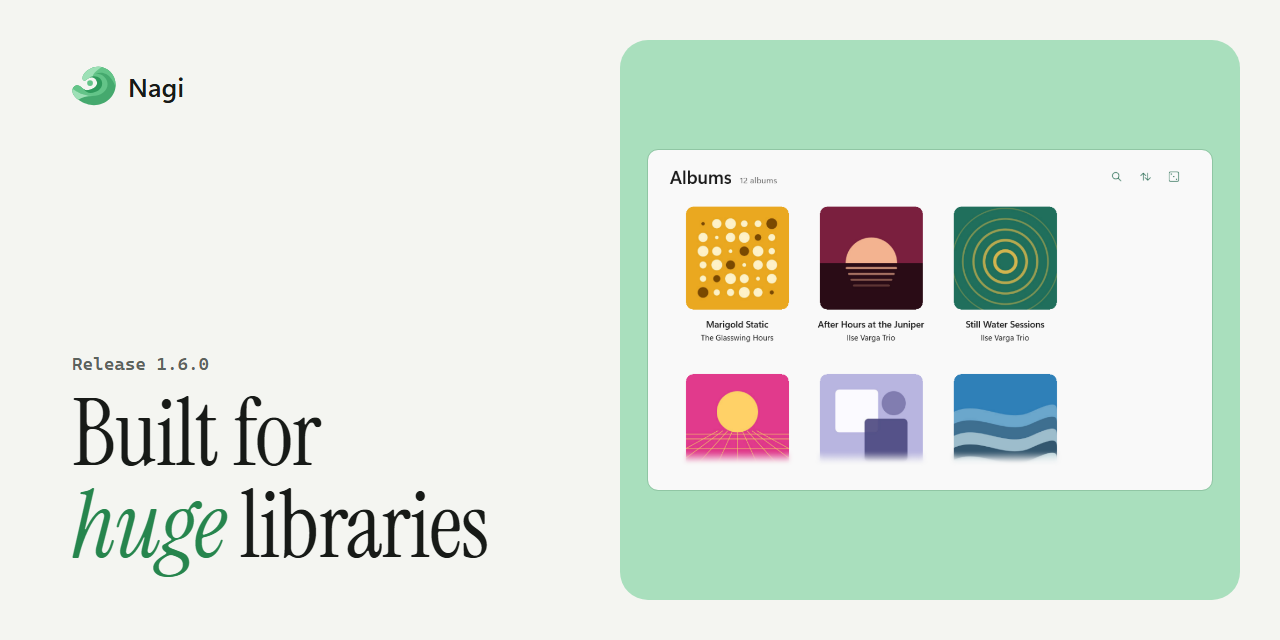 Nagi
Release 1.6.0
Built for
huge libraries
Albums 12 albums
Marigold Static
The Glasswing Hours
After Hours at the Juniper
Ilse Varga Trio
Still Water Sessions
Ilse Varga Trio